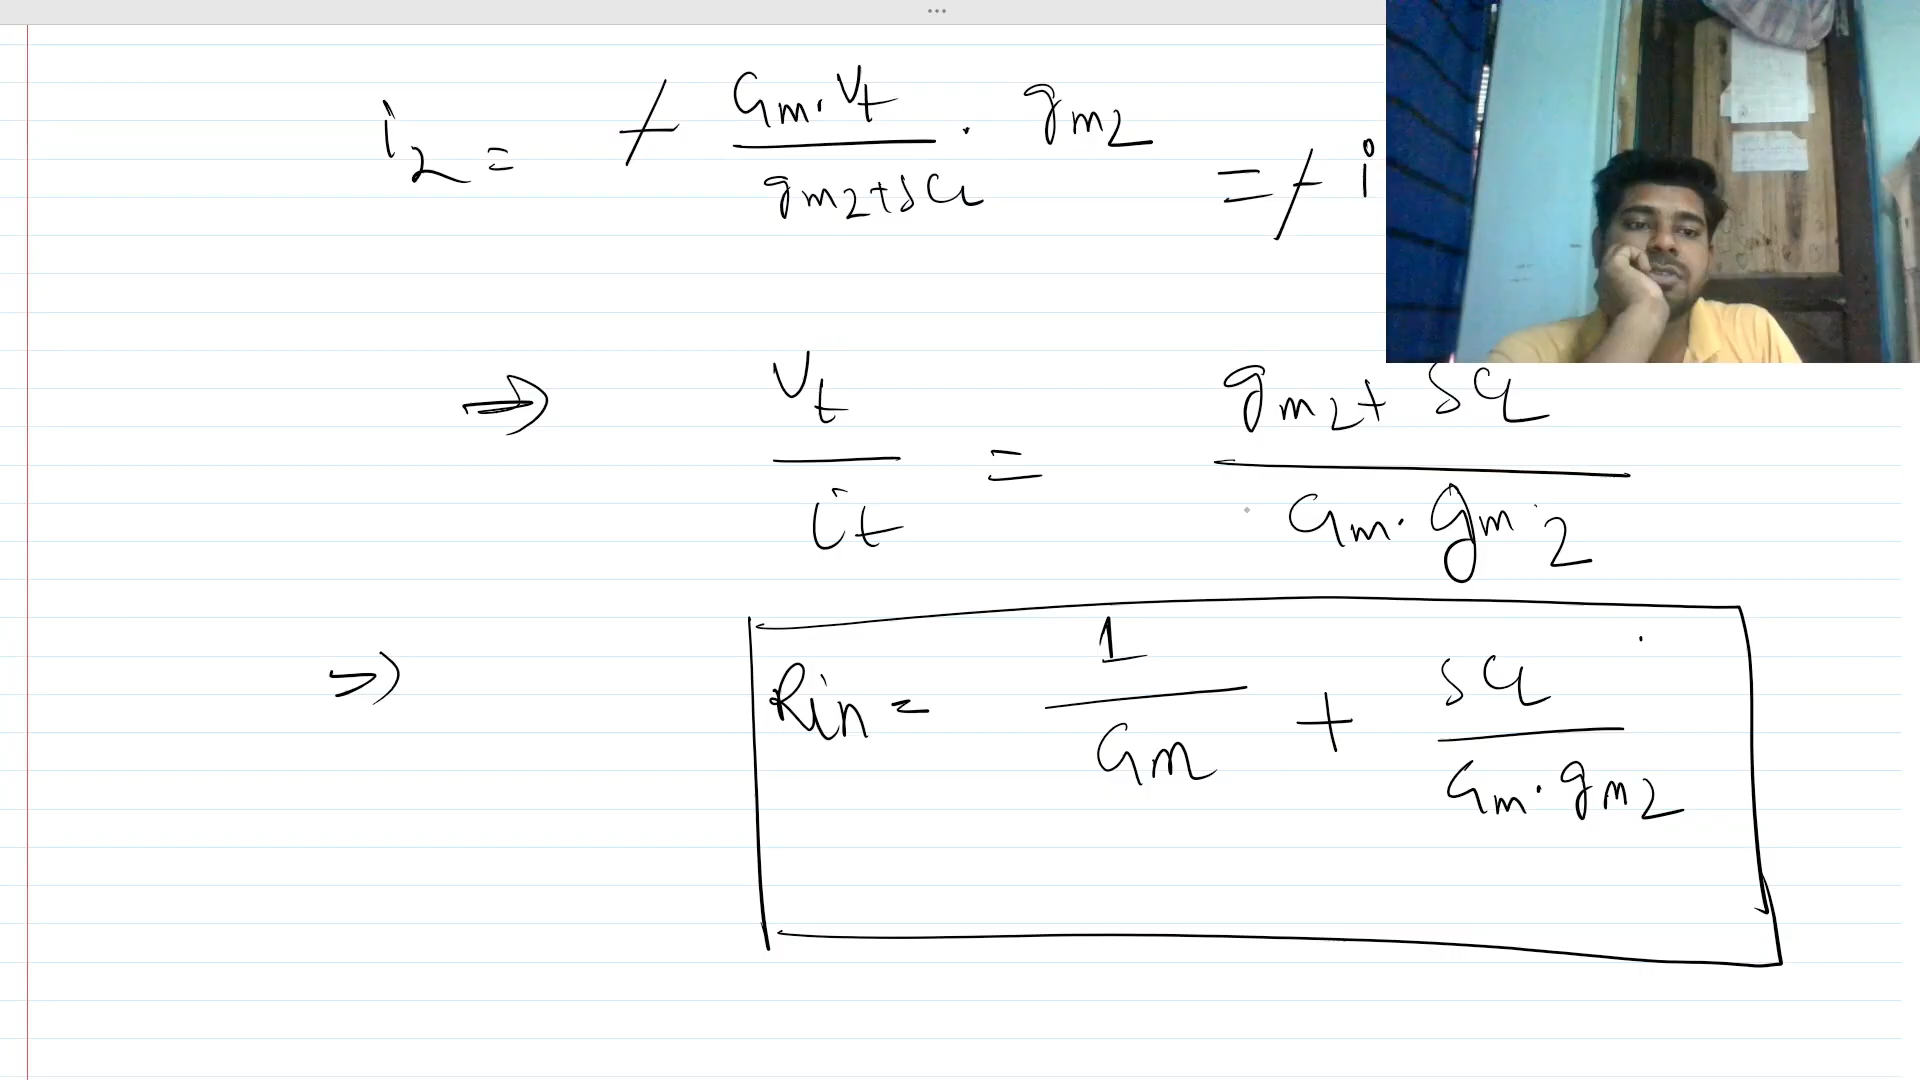 i2 = - Gm·Vt / (gm2+sCL) · gm2 = - i
⇒ Vt / it = (gm2 + sCL) / (Gm·gm2)
⇒ Rin = 1 / Gm + sCL / (Gm·gm2)